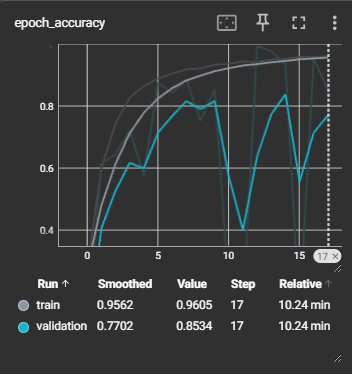 epoch_accuracy
0.8
0.6
0.4
0 5 10 15 17
Run ↑ Smoothed Value Step Relative ↑
train 0.9562 0.9605 17 10.24 min
validation 0.7702 0.8534 17 10.24 min